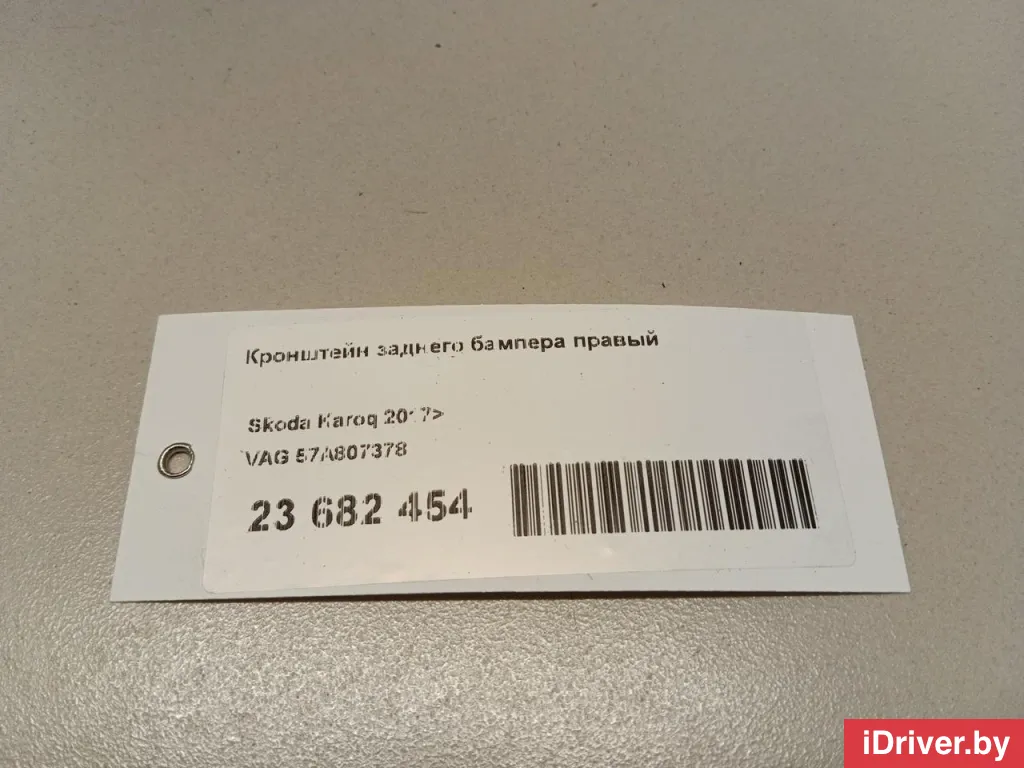 Кронштейн заднего бампера правый
Skoda Karoq 2017>
VAG 57A807378
23 682 454
iDriver.by